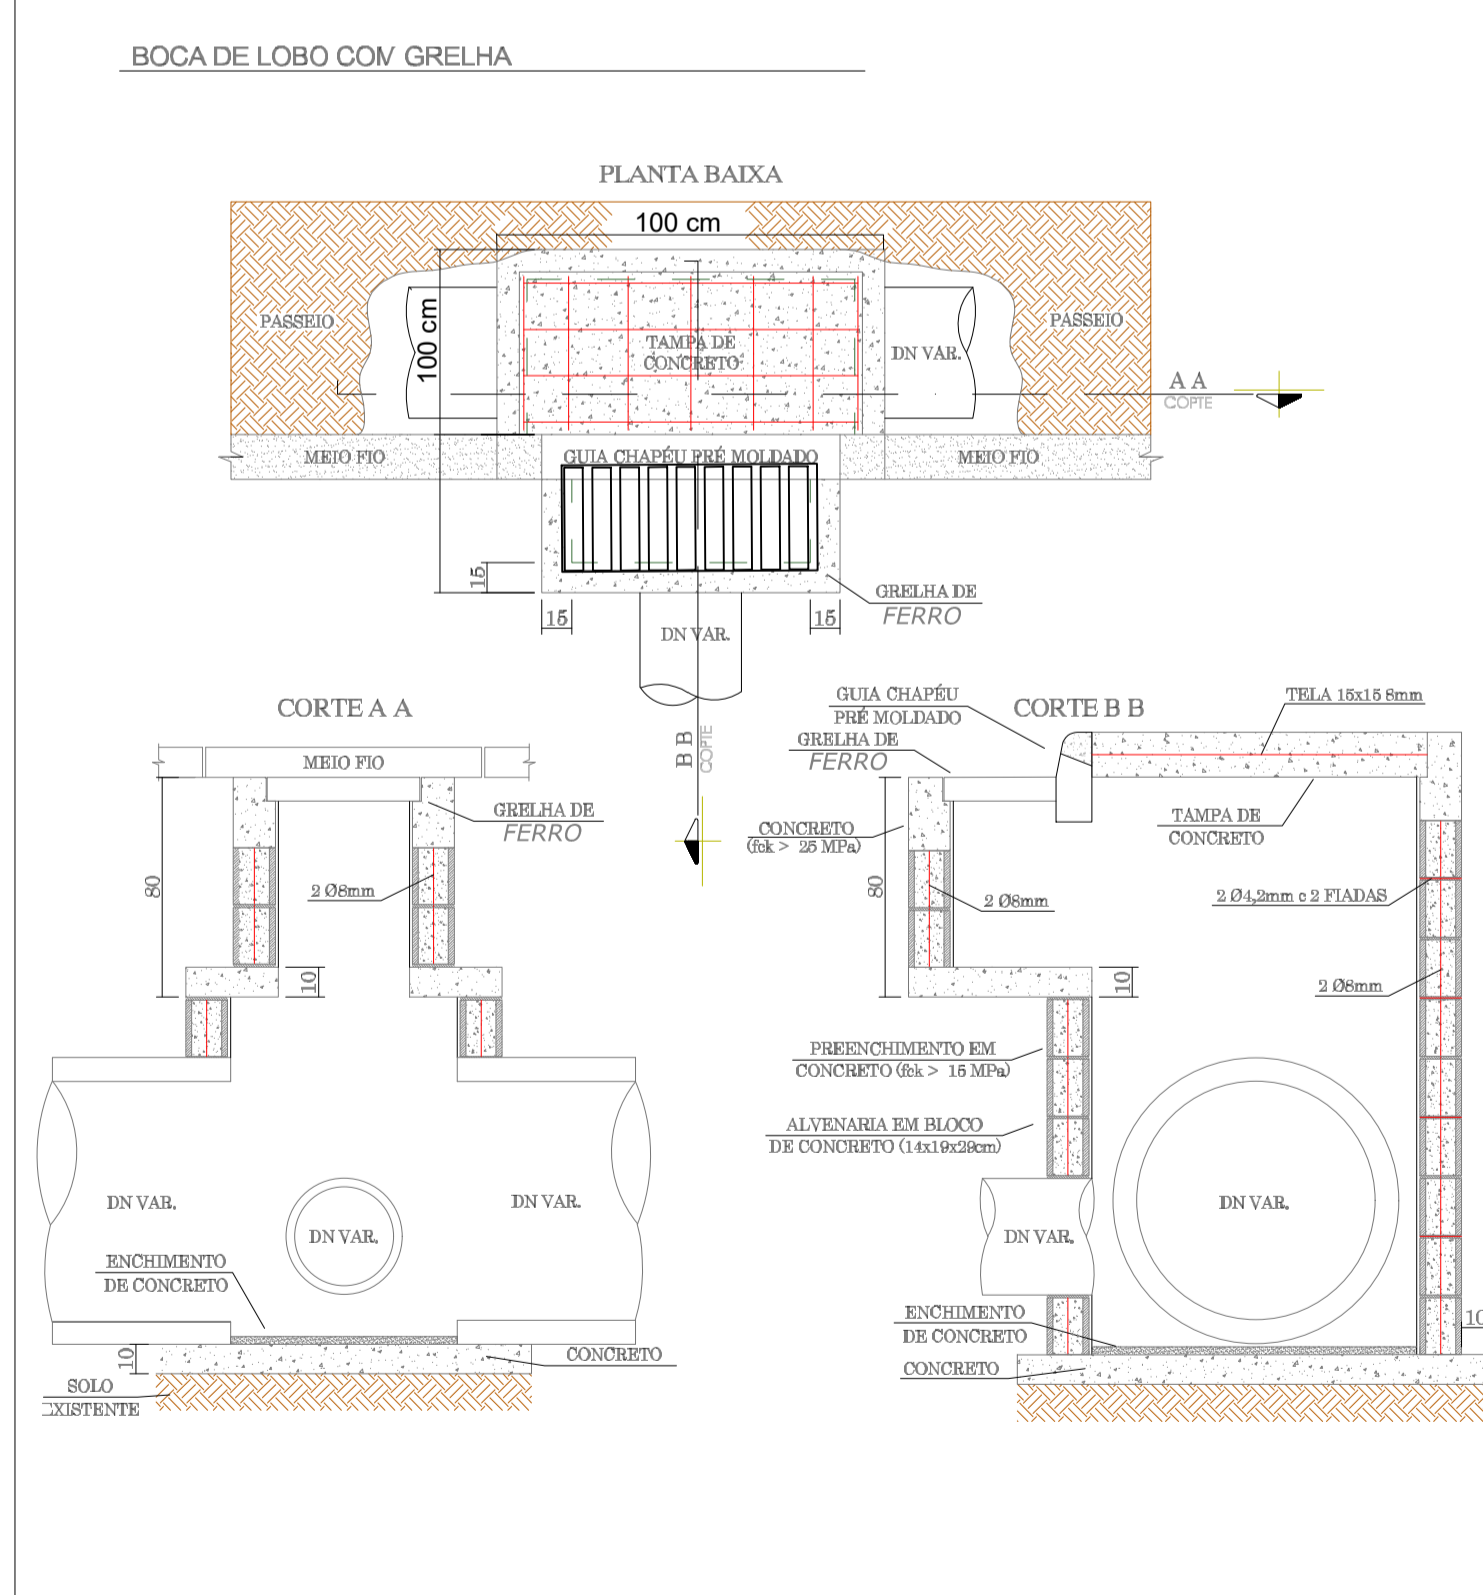 BOCA DE LOBO COM GRELHA
PLANTA BAIXA
100 cm
100 cm
PASSEIO
PASSEIO
TAMPA DE
CONCRETO
DN VAR.
A A
CORTE
MEIO FIO
GUIA CHAPÉU PRÉ MOLDADO
MEIO FIO
15
15
15
GRELHA DE
FERRO
DN VAR.
B B
CORTE
CORTE A A
MEIO FIO
GRELHA DE
FERRO
80
2 Ø8mm
10
DN VAR.
DN VAR.
DN VAR.
ENCHIMENTO
DE CONCRETO
10
CONCRETO
SOLO
EXISTENTE
CORTE B B
GUIA CHAPÉU
PRÉ MOLDADO
GRELHA DE
FERRO
TELA 15x15 8mm
CONCRETO
(fck > 25 MPa)
TAMPA DE
CONCRETO
80
2 Ø8mm
2 Ø4,2mm c 2 FIADAS
10
2 Ø8mm
PREENCHIMENTO EM
CONCRETO (fck > 15 MPa)
ALVENARIA EM BLOCO
DE CONCRETO (14x19x29cm)
DN VAR.
DN VAR.
ENCHIMENTO
DE CONCRETO
10
CONCRETO